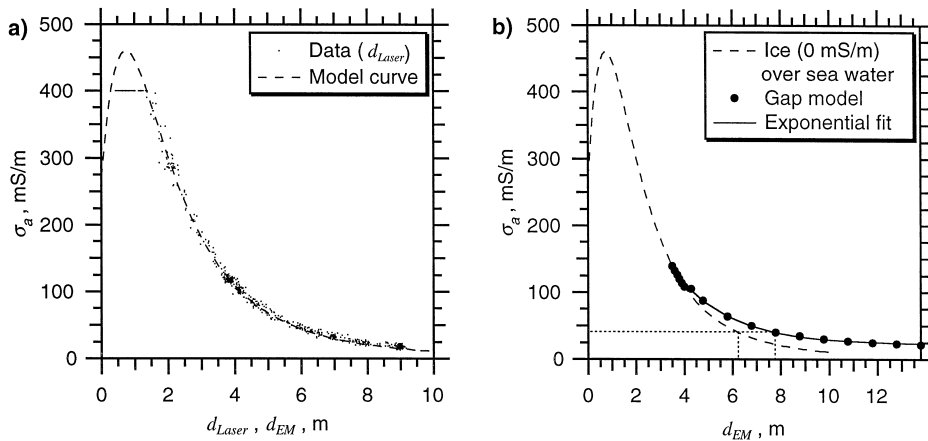 a)
500
400
300
200
100
0
σa, mS/m
Data (dLaser)
Model curve
0 2 4 6 8 10
dLaser, dEM, m
b)
500
400
300
200
100
0
σa, mS/m
Ice (0 mS/m)
over sea water
Gap model
Exponential fit
0 2 4 6 8 10 12
dEM, m